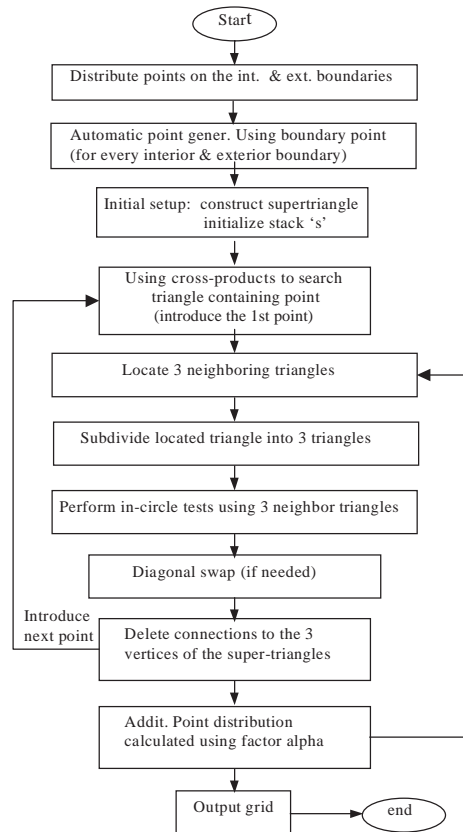 Start
Distribute points on the int. & ext. boundaries
Automatic point gener. Using boundary point
(for every interior & exterior boundary)
Initial setup: construct supertriangle
initialize stack ‘s’
Using cross-products to search
triangle containing point
(introduce the 1st point)
Locate 3 neighboring triangles
Subdivide located triangle into 3 triangles
Perform in-circle tests using 3 neighbor triangles
Diagonal swap (if needed)
Introduce
next point
Delete connections to the 3
vertices of the super-triangles
Addit. Point distribution
calculated using factor alpha
Output grid
end